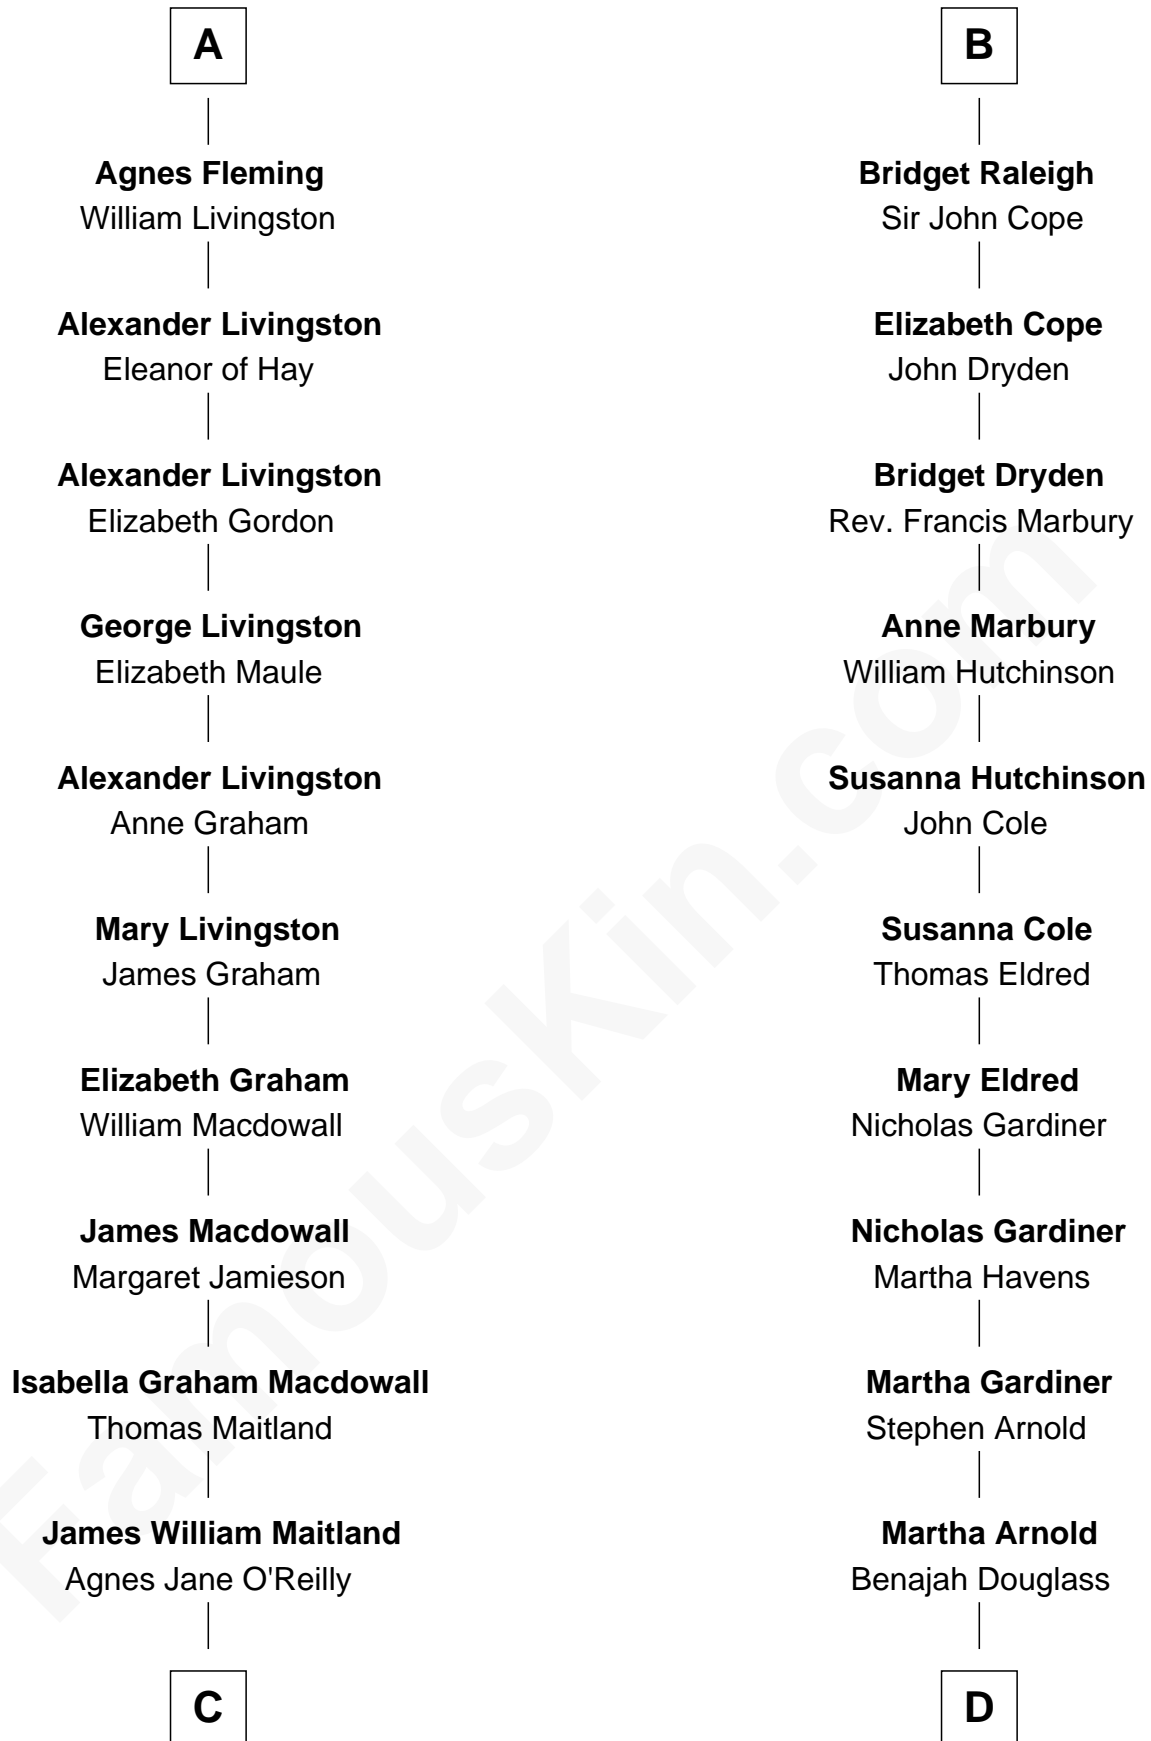 A
Agnes Fleming
William Livingston
Alexander Livingston
Eleanor of Hay
Alexander Livingston
Elizabeth Gordon
George Livingston
Elizabeth Maule
Alexander Livingston
Anne Graham
Mary Livingston
James Graham
Elizabeth Graham
William Macdowall
James Macdowall
Margaret Jamieson
Isabella Graham Macdowall
Thomas Maitland
James William Maitland
Agnes Jane O'Reilly
C
B
Bridget Raleigh
Sir John Cope
Elizabeth Cope
John Dryden
Bridget Dryden
Rev. Francis Marbury
Anne Marbury
William Hutchinson
Susanna Hutchinson
John Cole
Susanna Cole
Thomas Eldred
Mary Eldred
Nicholas Gardiner
Nicholas Gardiner
Martha Havens
Martha Gardiner
Stephen Arnold
Martha Arnold
Benajah Douglass
D
FamousKin.com